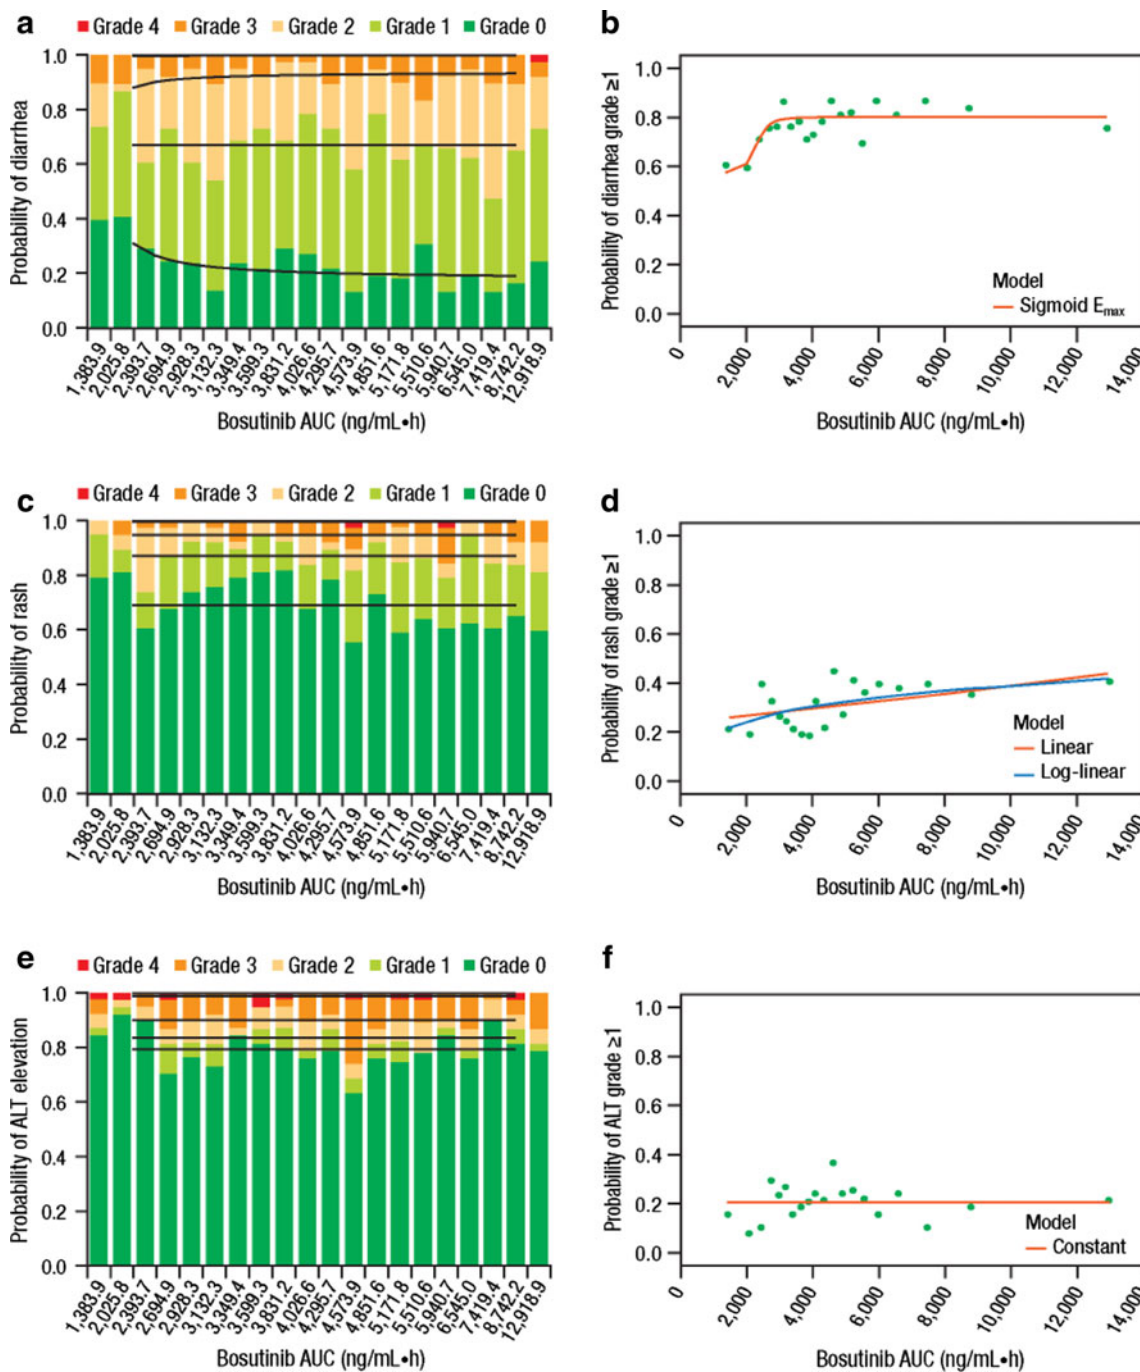 a
Grade 4 Grade 3 Grade 2 Grade 1 Grade 0
Probability of diarrhea
1.0
0.8
0.6
0.4
0.2
0.0
1,383.9 2,025.8 2,393.7 2,694.9 2,928.3 3,132.3 3,349.4 3,599.3 3,831.2 4,026.6 4,295.7 4,573.9 4,851.6 5,171.8 5,510.6 5,940.7 6,545.0 7,419.4 8,742.2 12,918.9
Bosutinib AUC (ng/mL•h)
b
Probability of diarrhea grade ≥1
1.0
0.8
0.6
0.4
0.2
0.0
Model
Sigmoid Emax
0 2,000 4,000 6,000 8,000 10,000 12,000 14,000
Bosutinib AUC (ng/mL•h)
c
Grade 4 Grade 3 Grade 2 Grade 1 Grade 0
Probability of rash
1.0
0.8
0.6
0.4
0.2
0.0
1,383.9 2,025.8 2,393.7 2,694.9 2,928.3 3,132.3 3,349.4 3,599.3 3,831.2 4,026.6 4,295.7 4,573.9 4,851.6 5,171.8 5,510.6 5,940.7 6,545.0 7,419.4 8,742.2 12,918.9
Bosutinib AUC (ng/mL•h)
d
Probability of rash grade ≥1
1.0
0.8
0.6
0.4
0.2
0.0
Model
Linear
Log-linear
0 2,000 4,000 6,000 8,000 10,000 12,000 14,000
Bosutinib AUC (ng/mL•h)
e
Grade 4 Grade 3 Grade 2 Grade 1 Grade 0
Probability of ALT elevation
1.0
0.8
0.6
0.4
0.2
0.0
1,383.9 2,025.8 2,393.7 2,694.9 2,928.3 3,132.3 3,349.4 3,599.3 3,831.2 4,026.6 4,295.7 4,573.9 4,851.6 5,171.8 5,510.6 5,940.7 6,545.0 7,419.4 8,742.2 12,918.9
Bosutinib AUC (ng/mL•h)
f
Probability of ALT grade ≥1
1.0
0.8
0.6
0.4
0.2
0.0
Model
Constant
0 2,000 4,000 6,000 8,000 10,000 12,000 14,000
Bosutinib AUC (ng/mL•h)